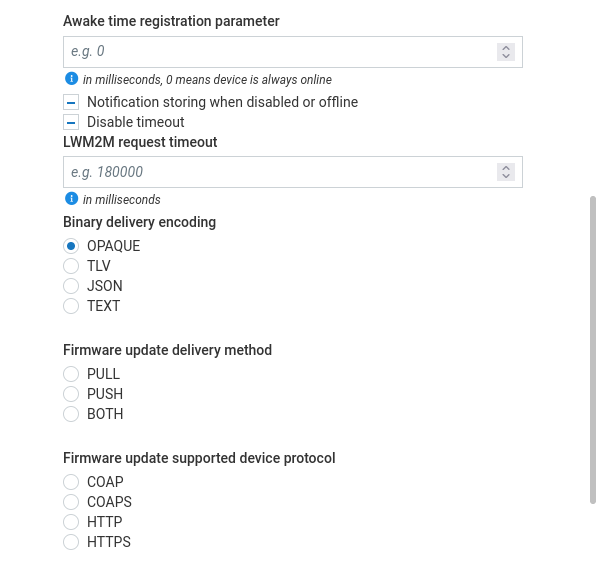 Awake time registration parameter
e.g. 0
in milliseconds, 0 means device is always online
Notification storing when disabled or offline
Disable timeout
LWM2M request timeout
e.g. 180000
in milliseconds
Binary delivery encoding
OPAQUE
TLV
JSON
TEXT
Firmware update delivery method
PULL
PUSH
BOTH
Firmware update supported device protocol
COAP
COAPS
HTTP
HTTPS